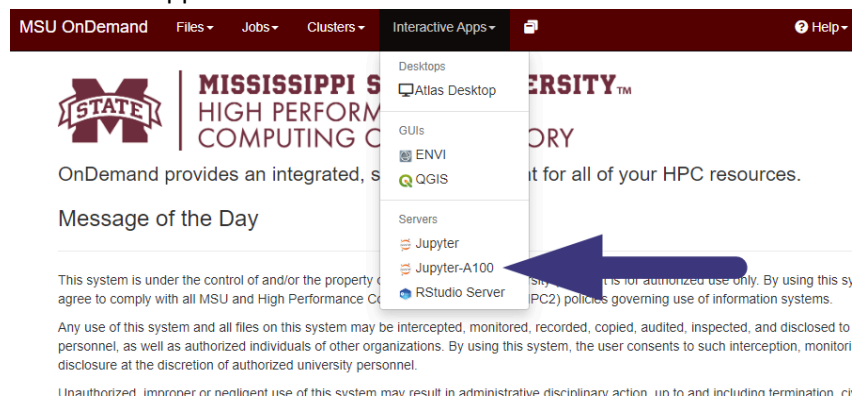 MSU OnDemand Files Jobs Clusters Interactive Apps Help
Desktops
Atlas Desktop
GUIs
ENVI
QGIS
Servers
Jupyter
Jupyter-A100
RStudio Server
STATE
MISSISSIPPI S ERSITY™
HIGH PERFORM
COMPUTING C ORY
OnDemand provides an integrated, s t for all of your HPC resources.
Message of the Day
This system is under the control of and/or the property is for authorized use only. By using this sy
agree to comply with all MSU and High Performance Co PC2) policies governing use of information systems.
Any use of this system and all files on this system may be intercepted, monitored, recorded, copied, audited, inspected, and disclosed to
personnel, as well as authorized individuals of other organizations. By using this system, the user consents to such interception, monitori
disclosure at the discretion of authorized university personnel.
Unauthorized, improper or negligent use of this system may result in administrative disciplinary action, up to and including termination, ci